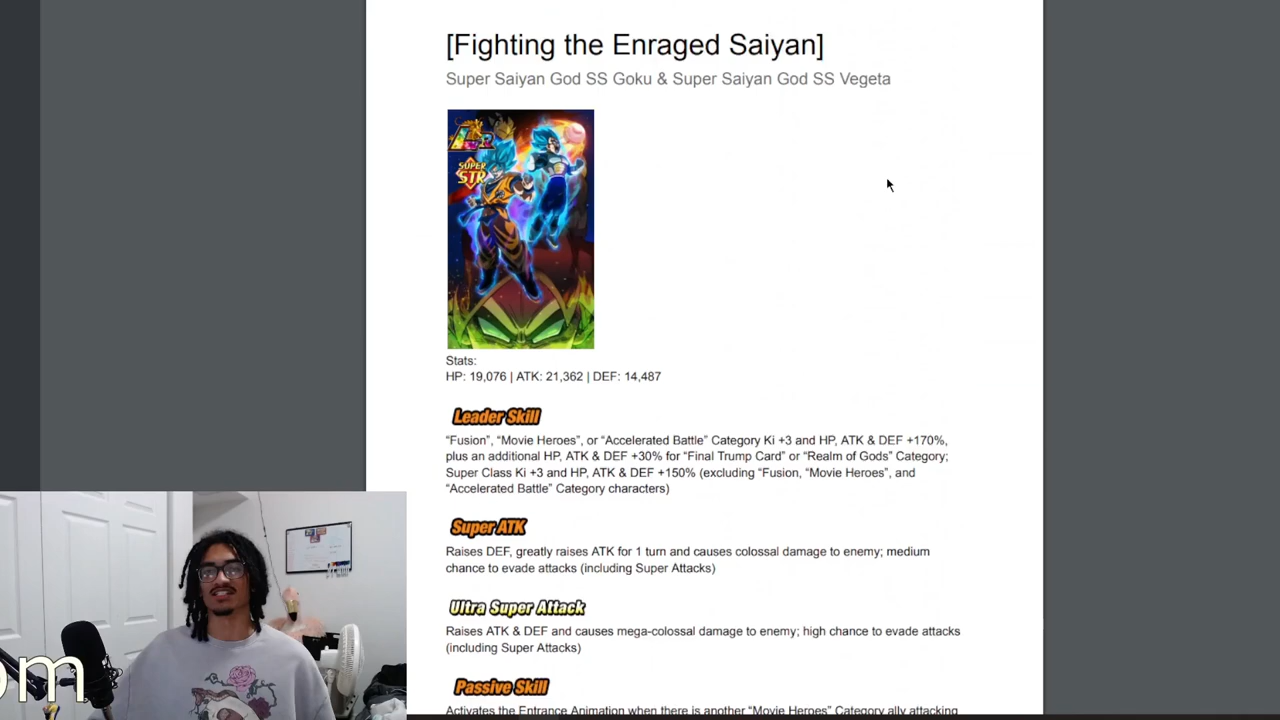 [Fighting the Enraged Saiyan]
Super Saiyan God SS Goku & Super Saiyan God SS Vegeta
LR
SUPER
STR
Stats:
HP: 19,076 | ATK: 21,362 | DEF: 14,487
Leader Skill
“Fusion”, “Movie Heroes”, or “Accelerated Battle” Category Ki +3 and HP, ATK & DEF +170%,
plus an additional HP, ATK & DEF +30% for “Final Trump Card” or “Realm of Gods” Category;
Super Class Ki +3 and HP, ATK & DEF +150% (excluding “Fusion, “Movie Heroes”, and
“Accelerated Battle” Category characters)
Super ATK
Raises DEF, greatly raises ATK for 1 turn and causes colossal damage to enemy; medium
chance to evade attacks (including Super Attacks)
Ultra Super Attack
Raises ATK & DEF and causes mega-colossal damage to enemy; high chance to evade attacks
(including Super Attacks)
Passive Skill
Activates the Entrance Animation when there is another “Movie Heroes” Category ally attacking
om